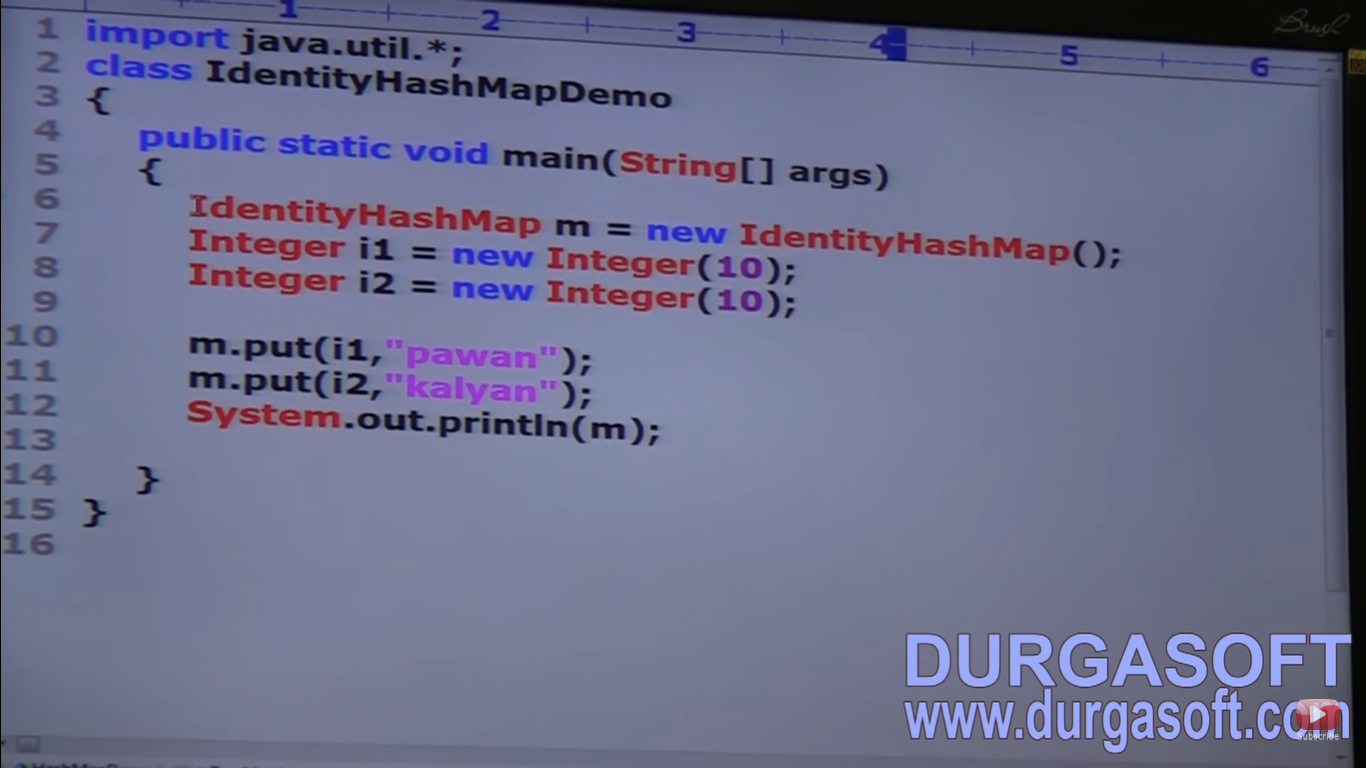 1 2 3 4 5 6
Brush
1 import java.util.*;
2 class IdentityHashMapDemo
3 {
4 public static void main(String[] args)
5 {
6 IdentityHashMap m = new IdentityHashMap();
7 Integer i1 = new Integer(10);
8 Integer i2 = new Integer(10);
9
10 m.put(i1,"pawan");
11 m.put(i2,"kalyan");
12 System.out.println(m);
13
14 }
15 }
16
DURGASOFT
www.durgasoft.com
Subscribe